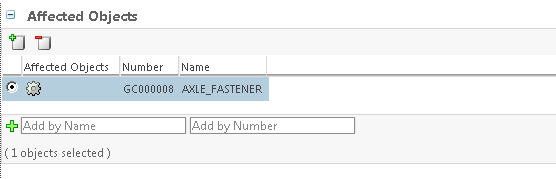 Affected Objects
Affected Objects Number Name
GC000008 AXLE_FASTENER
Add by Name Add by Number
( 1 objects selected )